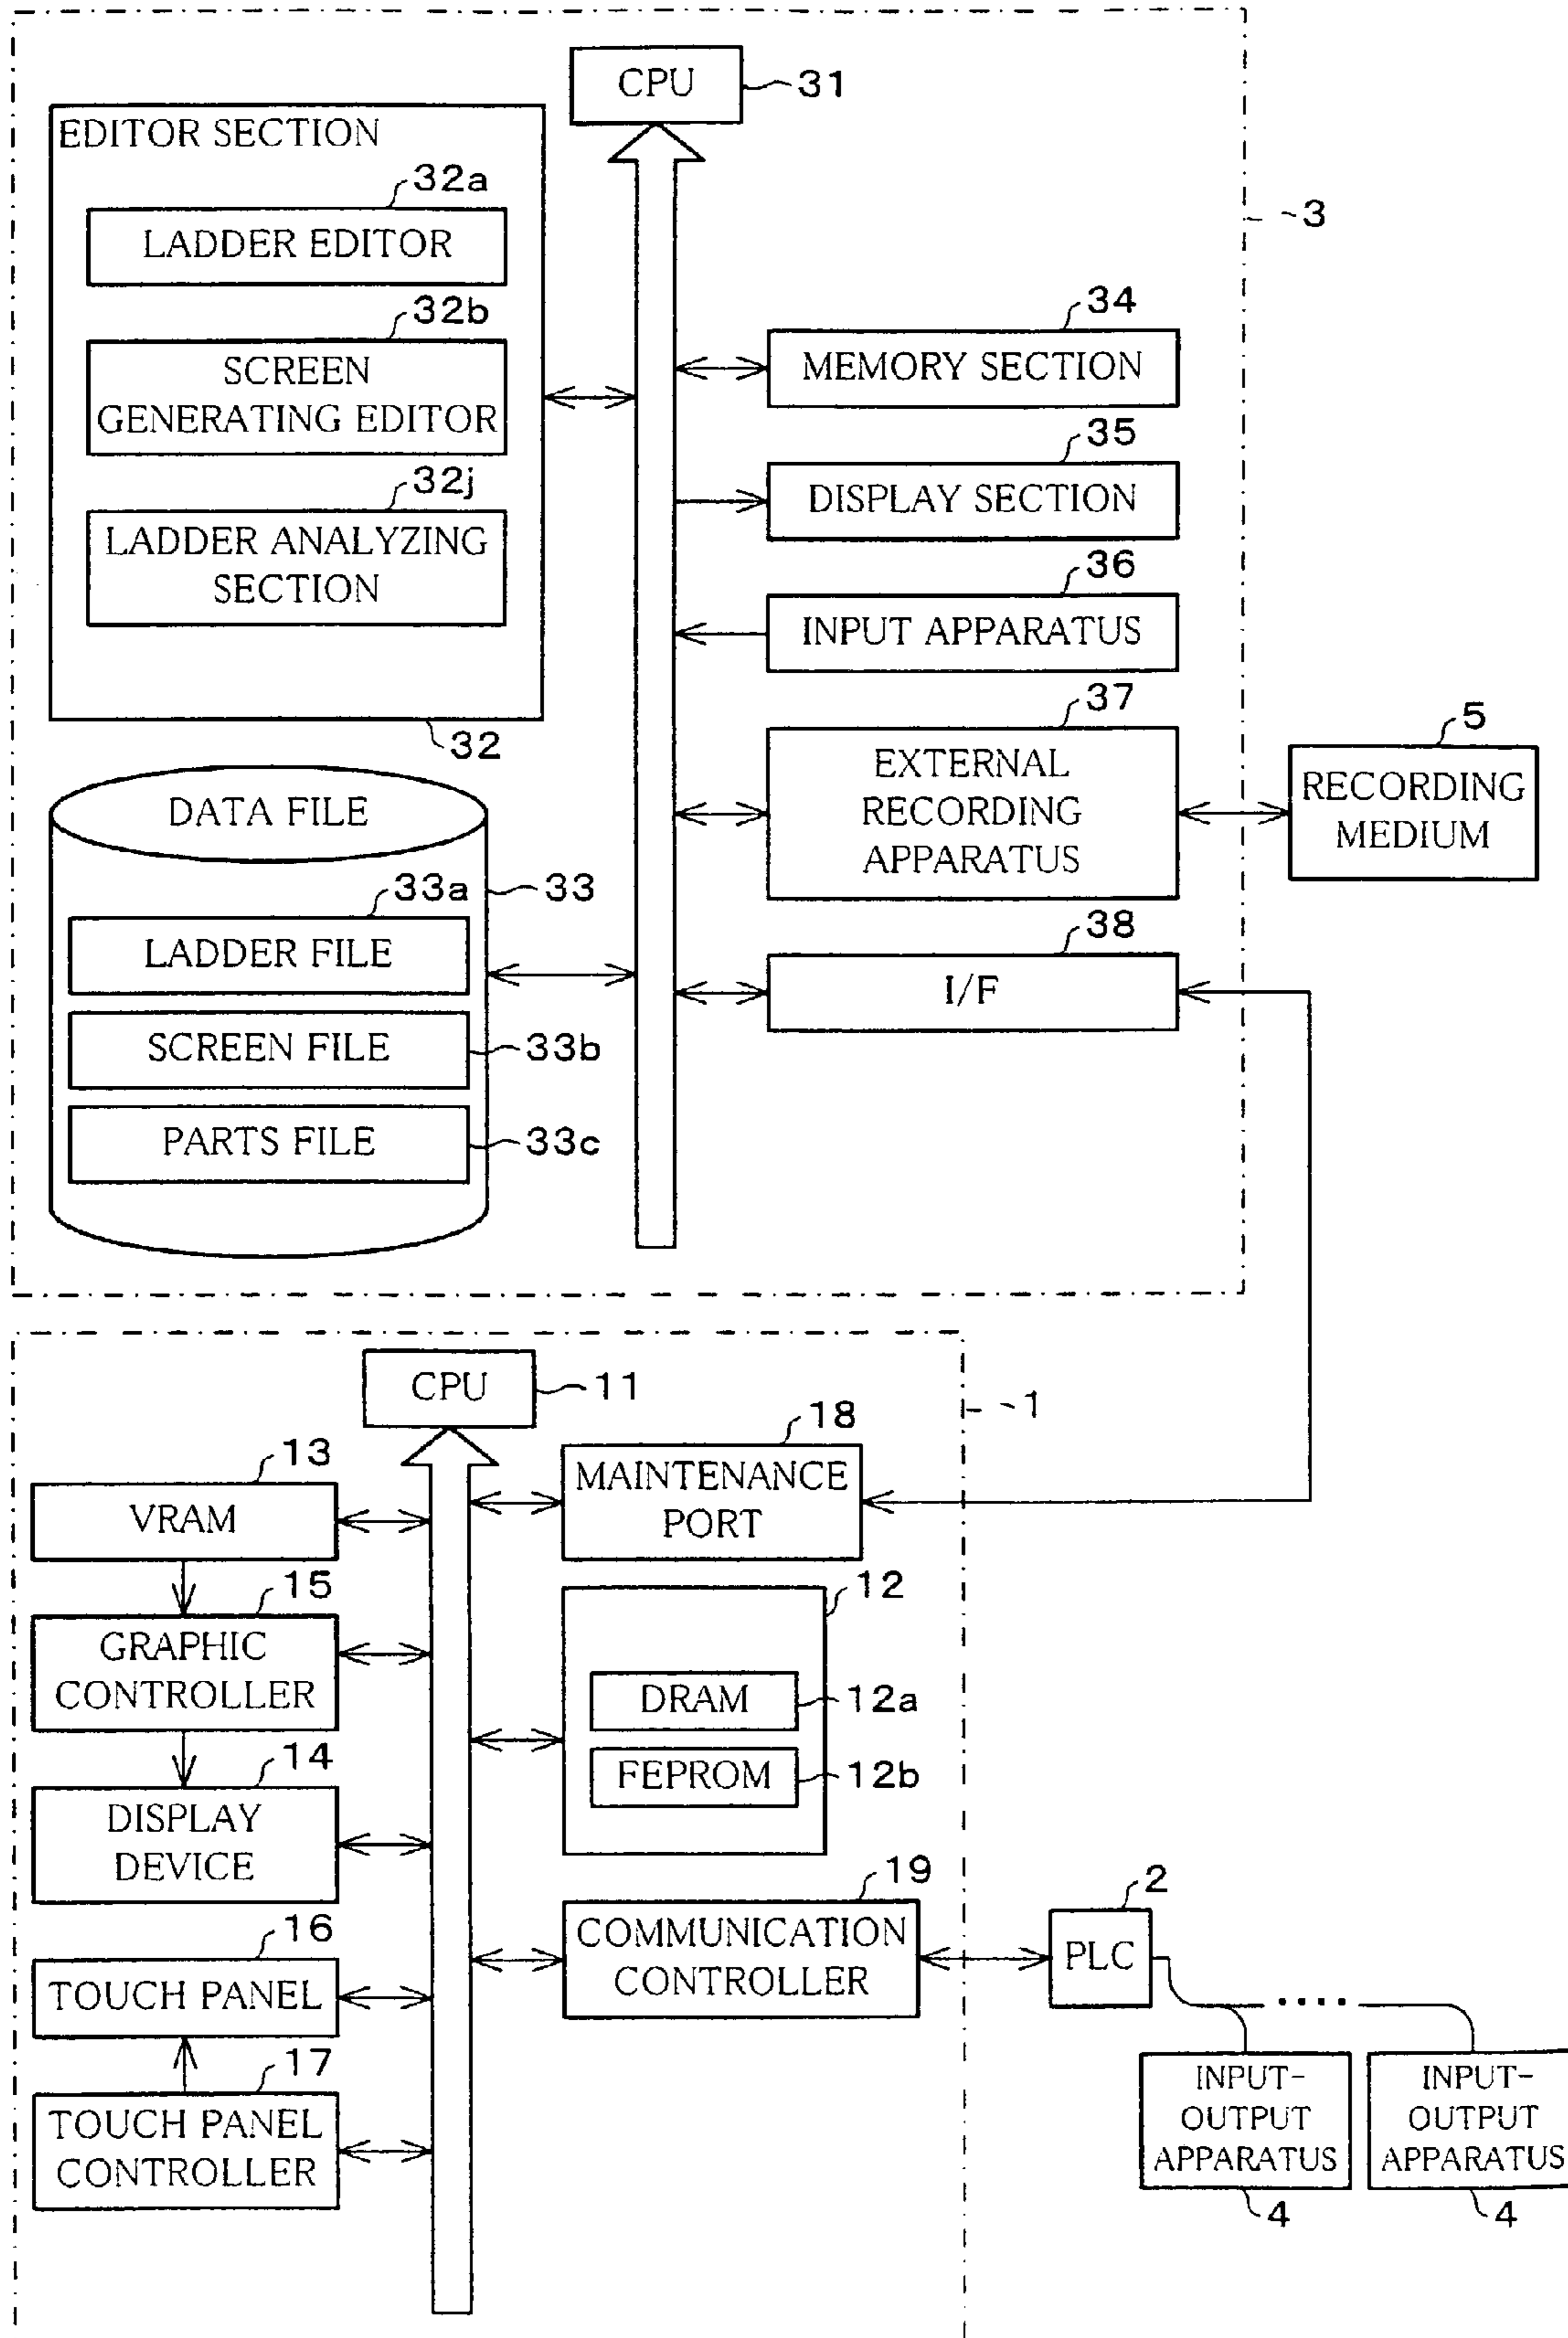 CPU
31
EDITOR SECTION
32a
LADDER EDITOR
32b
SCREEN
GENERATING EDITOR
32j
LADDER ANALYZING
SECTION
32
3
34
MEMORY SECTION
35
DISPLAY SECTION
36
INPUT APPARATUS
37
EXTERNAL
RECORDING
APPARATUS
5
RECORDING
MEDIUM
38
I/F
DATA FILE
33
33a
LADDER FILE
SCREEN FILE
33b
PARTS FILE
33c
CPU
11
1
13
VRAM
15
GRAPHIC
CONTROLLER
14
DISPLAY
DEVICE
16
TOUCH PANEL
17
TOUCH PANEL
CONTROLLER
18
MAINTENANCE
PORT
12
DRAM
12a
FEPROM
12b
19
COMMUNICATION
CONTROLLER
2
PLC
INPUT-
OUTPUT
APPARATUS
4
INPUT-
OUTPUT
APPARATUS
4